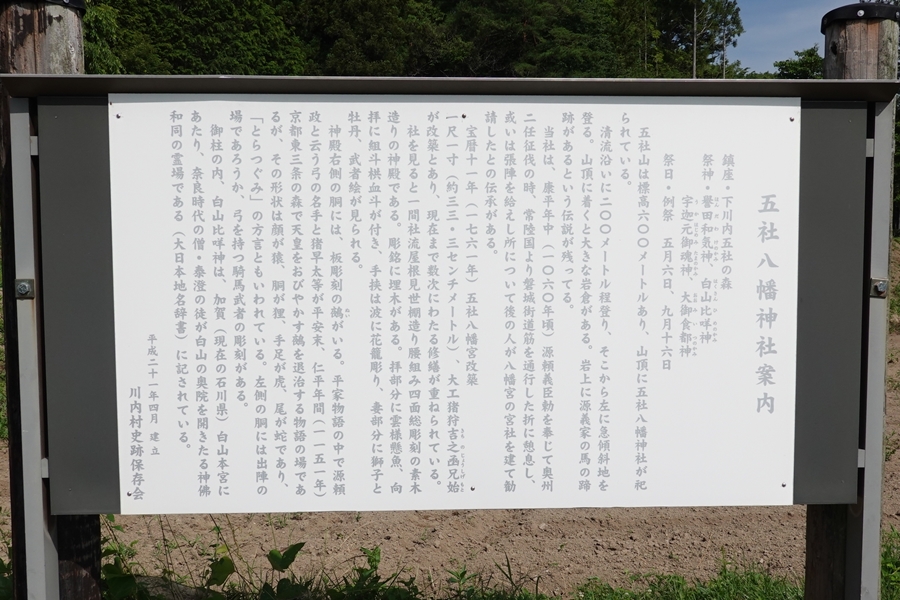 五社八幡神社案内
鎮座・下川内五社の森
祭神・誉田和気神、白山比咩神
宇迦元御魂神、大御食都神
祭日・例祭 五月六日、九月十六日
五社山は標高六〇〇メートルあり、山頂に五社八幡神社が祀
られている。
清流沿いに二〇〇メートル程登り、そこから左に急傾斜地を
登る。山頂に着くと大きな岩倉がある。岩上に源義家の馬の蹄
跡があるという伝説が残ってる。
当社は、康平年中（一〇六〇年頃）源頼義臣勅を奉じて奥州
二任征伐の時、常陸国より磐城街道筋を通行した折に憩息し、
或いは張陣を給えし所について後の人が八幡宮の宮社を建て勧
請したとの伝承がある。
宝暦十一年（一七六一年）五社八幡宮改築
一尺一寸（約三三・三センチメートル）、大工猪狩吉之函兄始
が改築とあり、現在まで数次にわたる修繕が重ねられている。
社を見ると一間社流屋根見世棚造り腰組み四面総彫刻の素木
造りの神殿である。彫銘に埋木がある。拝部分に雲様懸魚、向
拝に組斗栱皿斗が付き、手挟は波に花籠彫り、妻部分に獅子と
牡丹、武者絵が見られる。
神殿右側の胴には、板彫刻の鵺がいる。平家物語の中で源頼
政と云う弓の名手と猪早太等が平安末、仁平年間（一一五一年）
京都東三条の森で天皇をおびやかす鵺を退治する物語の場であ
るが、その形状は顔が猿、胴が狸、手足が虎、尾が蛇であり、
「とらつぐみ」の方言ともいわれている。左側の胴には出陣の
場であろうか、弓を持つ騎馬武者の彫刻がある。
御柱の内、白山比咩神は、加賀（現在の石川県）白山本宮に
あたり、奈良時代の僧・泰澄の徒が白山の奥院を開きたる神佛
和同の霊場である（大日本地名辞書）に記されている。
平成二十一年四月 建立
川内村史跡保存会